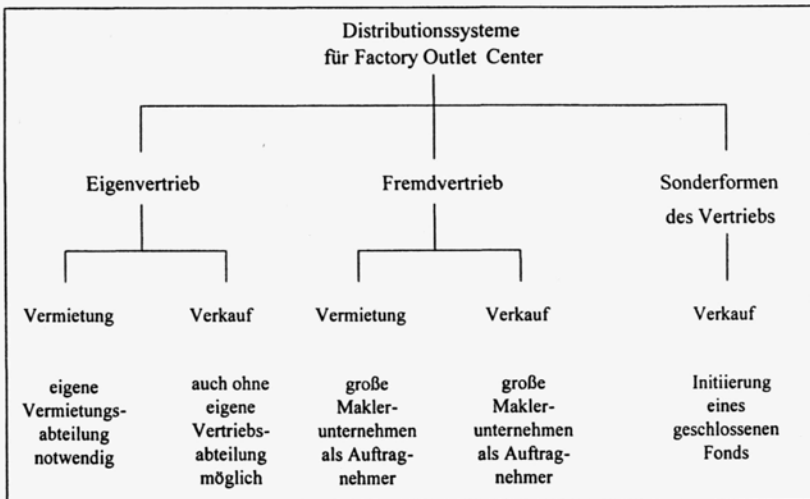 Distributionssysteme
für Factory Outlet Center
Eigenvertrieb
Fremdvertrieb
Sonderformen
des Vertriebs
Vermietung
Verkauf
Vermietung
Verkauf
Verkauf
eigene
Vermietungs-
abteilung
notwendig
auch ohne
eigene
Vertriebs-
abteilung
möglich
große
Makler-
unternehmen
als Auftrag-
nehmer
große
Makler-
unternehmen
als Auftrag-
nehmer
Initiierung
eines
geschlossenen
Fonds